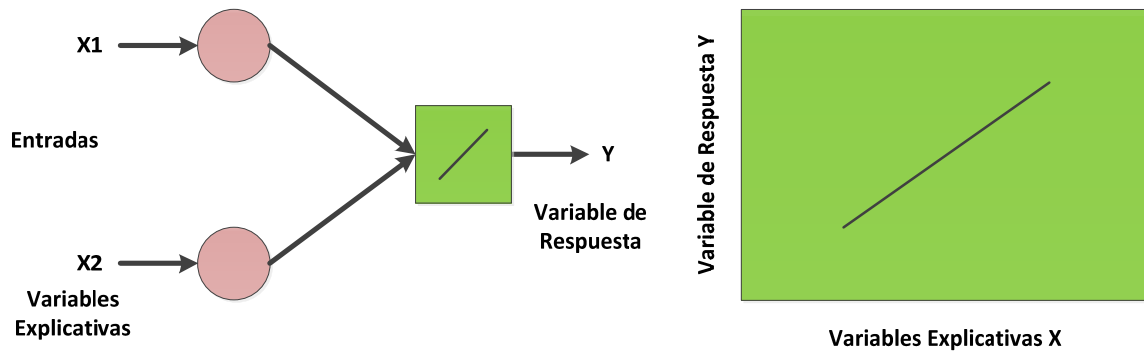 X1
Entradas
X2
Variables
Explicativas
Y
Variable de
Respuesta
Variable de Respuesta Y
Variables Explicativas X